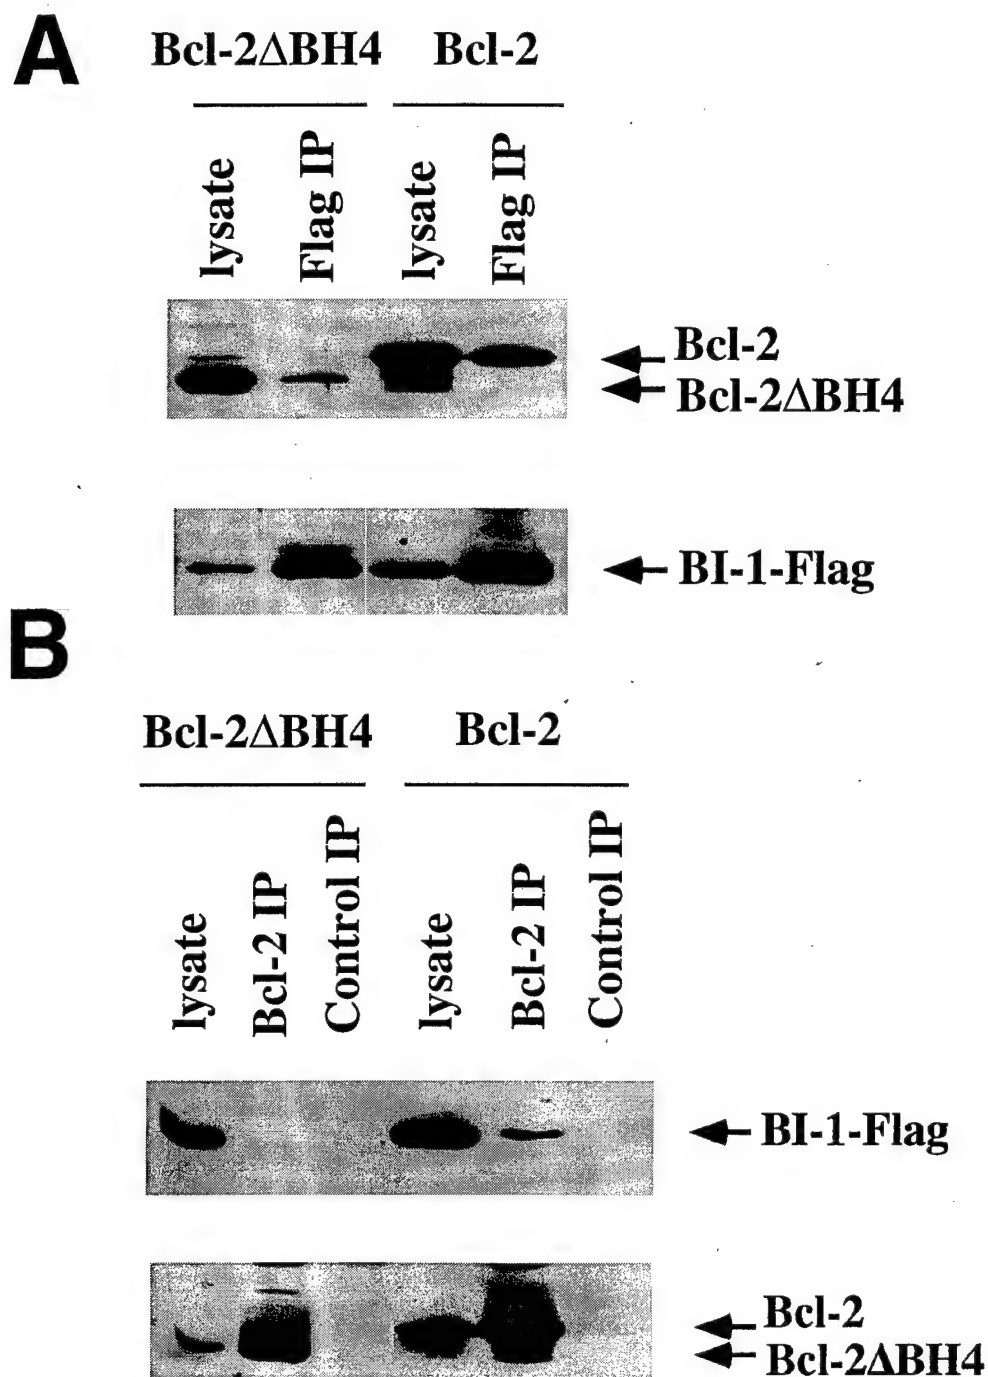 A
Bcl-2ΔBH4 Bcl-2
lysate Flag IP lysate Flag IP
Bcl-2
Bcl-2ΔBH4
BI-1-Flag
B
Bcl-2ΔBH4 Bcl-2
lysate Bcl-2 IP Control IP lysate Bcl-2 IP Control IP
BI-1-Flag
Bcl-2
Bcl-2ΔBH4